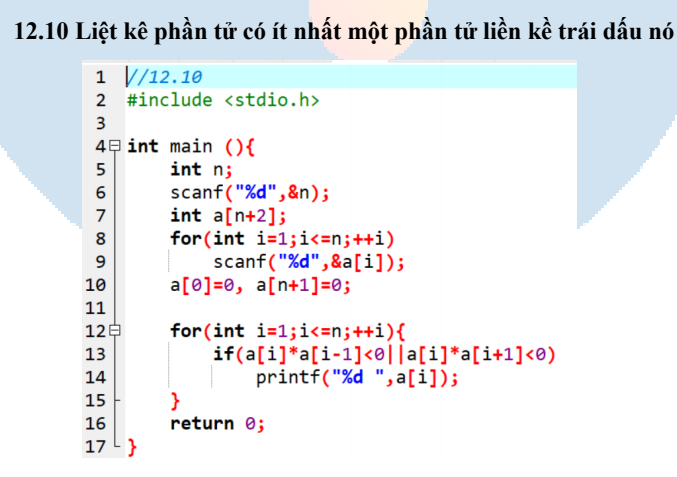 12.10 Liệt kê phần tử có ít nhất một phần tử liền kề trái dấu nó
1 //12.10
2 #include <stdio.h>
3
4 int main (){
5 int n;
6 scanf("%d",&n);
7 int a[n+2];
8 for(int i=1;i<=n;++i)
9 scanf("%d",&a[i]);
10 a[0]=0, a[n+1]=0;
11
12 for(int i=1;i<=n;++i){
13 if(a[i]*a[i-1]<0||a[i]*a[i+1]<0)
14 printf("%d ",a[i]);
15 }
16 return 0;
17 }